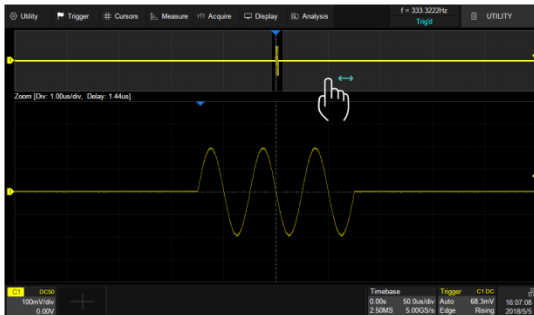 Utility Trigger Cursors Measure Acquire Display Analysis f = 333.3222Hz UTILITY
Trig'd
Zoom [Div: 1.00us/div, Delay: 1.44us]
C1 DC50 Timebase Trigger C1 DC
100mV/div 0.00s 50.0us/div Auto 68.3mV 16:07:08
0.00V 2.50MS 5.00GS/s Edge Rising 2018/5/5